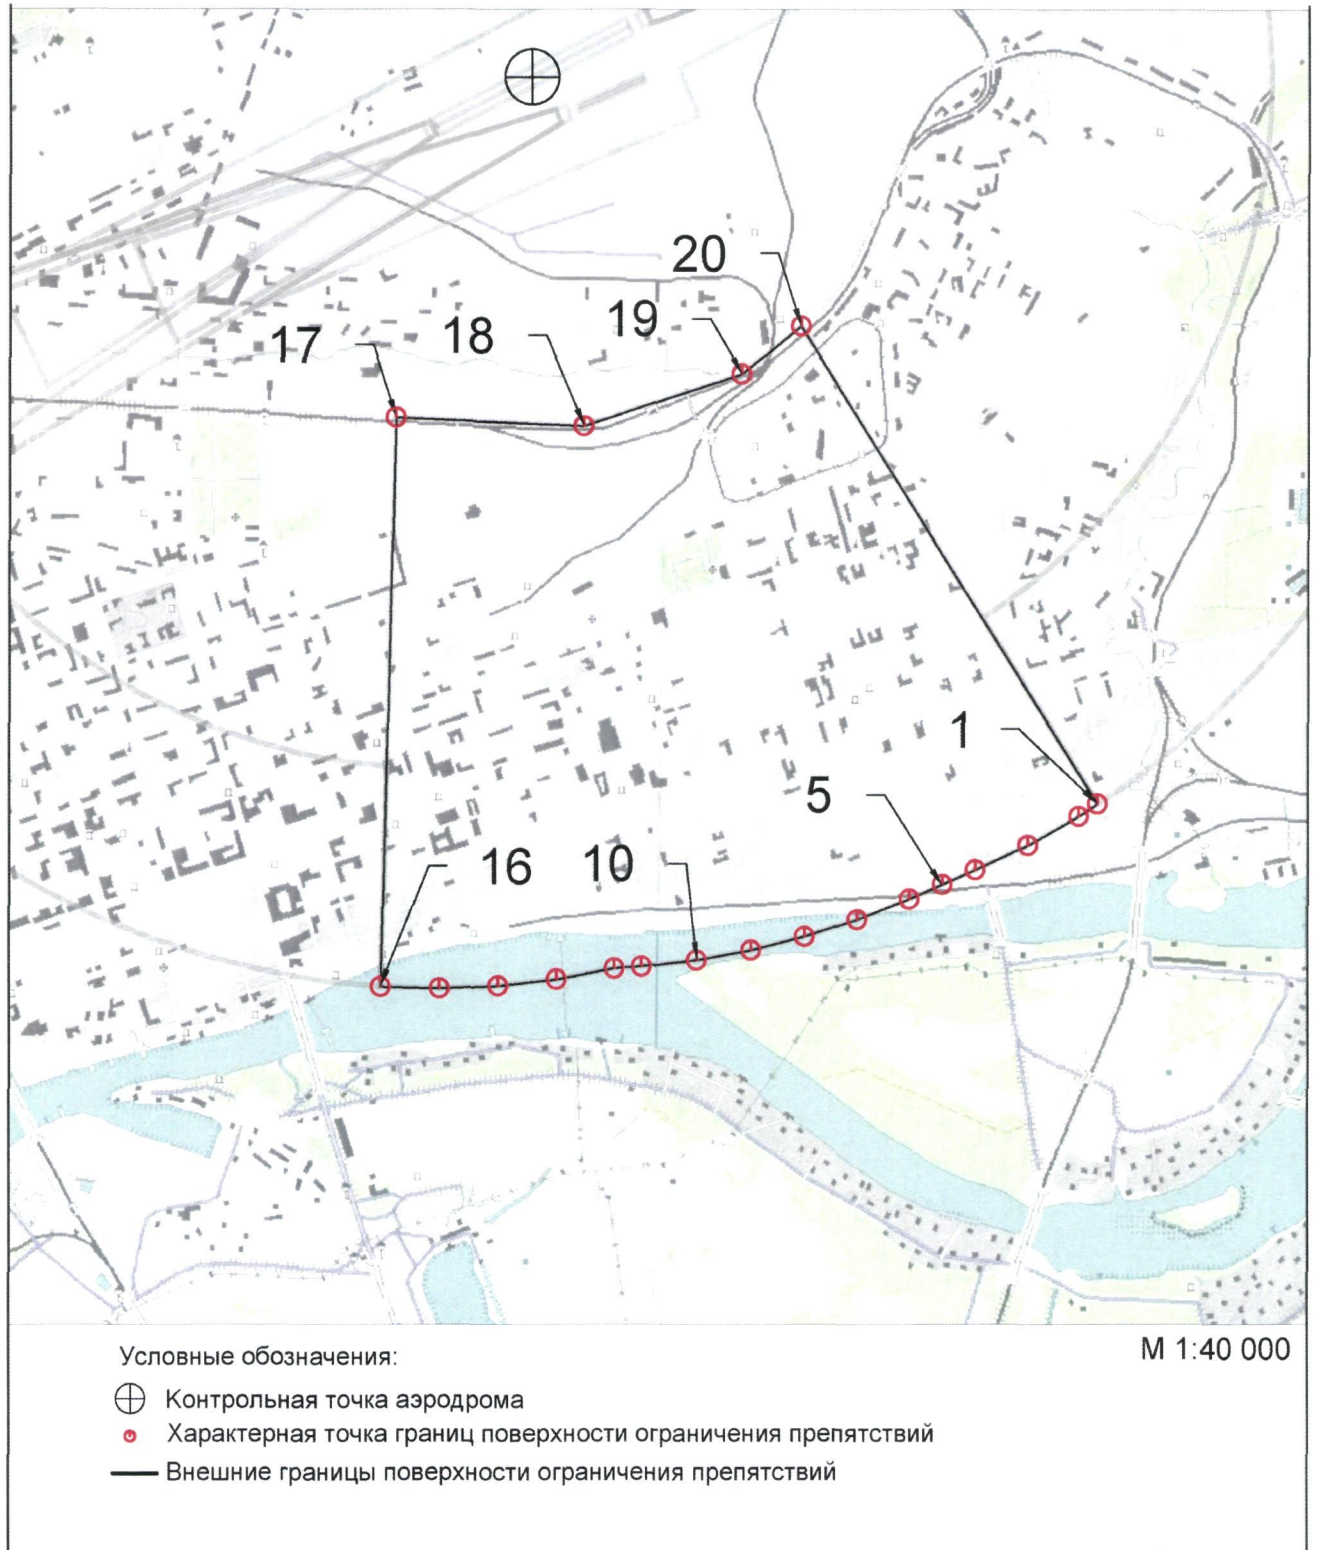 20
19
18
17
1
5
10
16
М 1:40 000
Условные обозначения:
Контрольная точка аэродрома
Характерная точка границ поверхности ограничения препятствий
Внешние границы поверхности ограничения препятствий